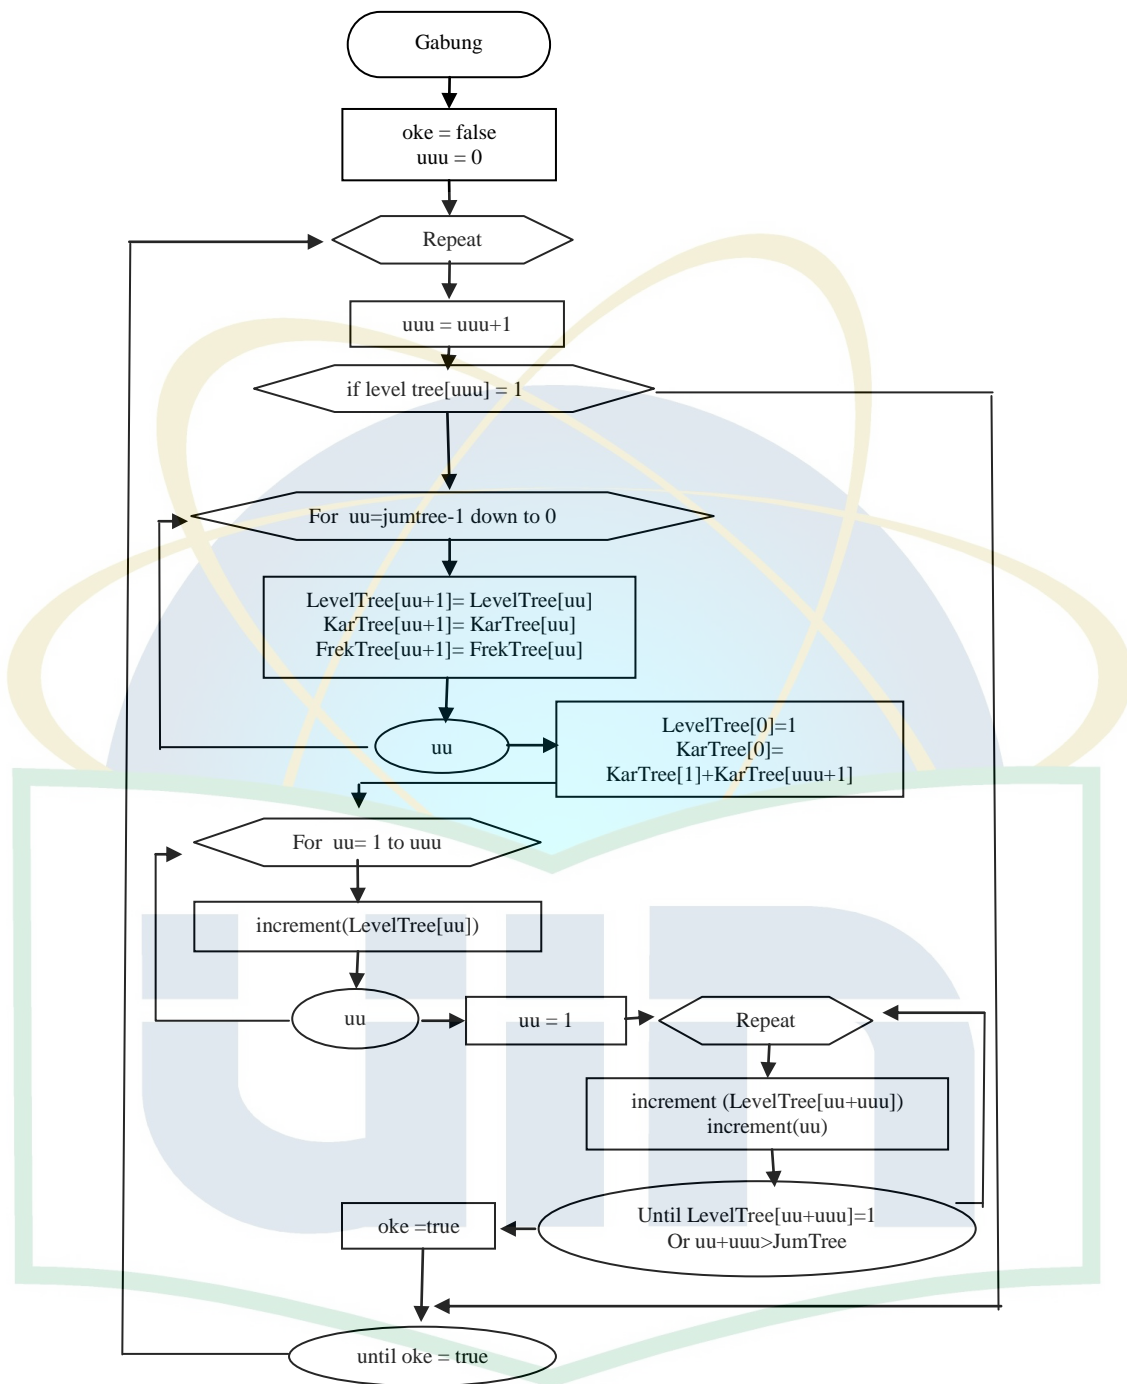 Gabung
oke = false
uuu = 0
Repeat
uuu = uuu+1
if level tree[uuu] = 1
For  uu=jumtree-1 down to 0
LevelTree[uu+1]= LevelTree[uu]
KarTree[uu+1]= KarTree[uu]
FrekTree[uu+1]= FrekTree[uu]
uu
LevelTree[0]=1
KarTree[0]=
KarTree[1]+KarTree[uuu+1]
For  uu= 1 to uuu
increment(LevelTree[uu])
uu
uu = 1
Repeat
increment (LevelTree[uu+uuu])
increment(uu)
Until LevelTree[uu+uuu]=1
Or uu+uuu>JumTree
oke =true
until oke = true
uin